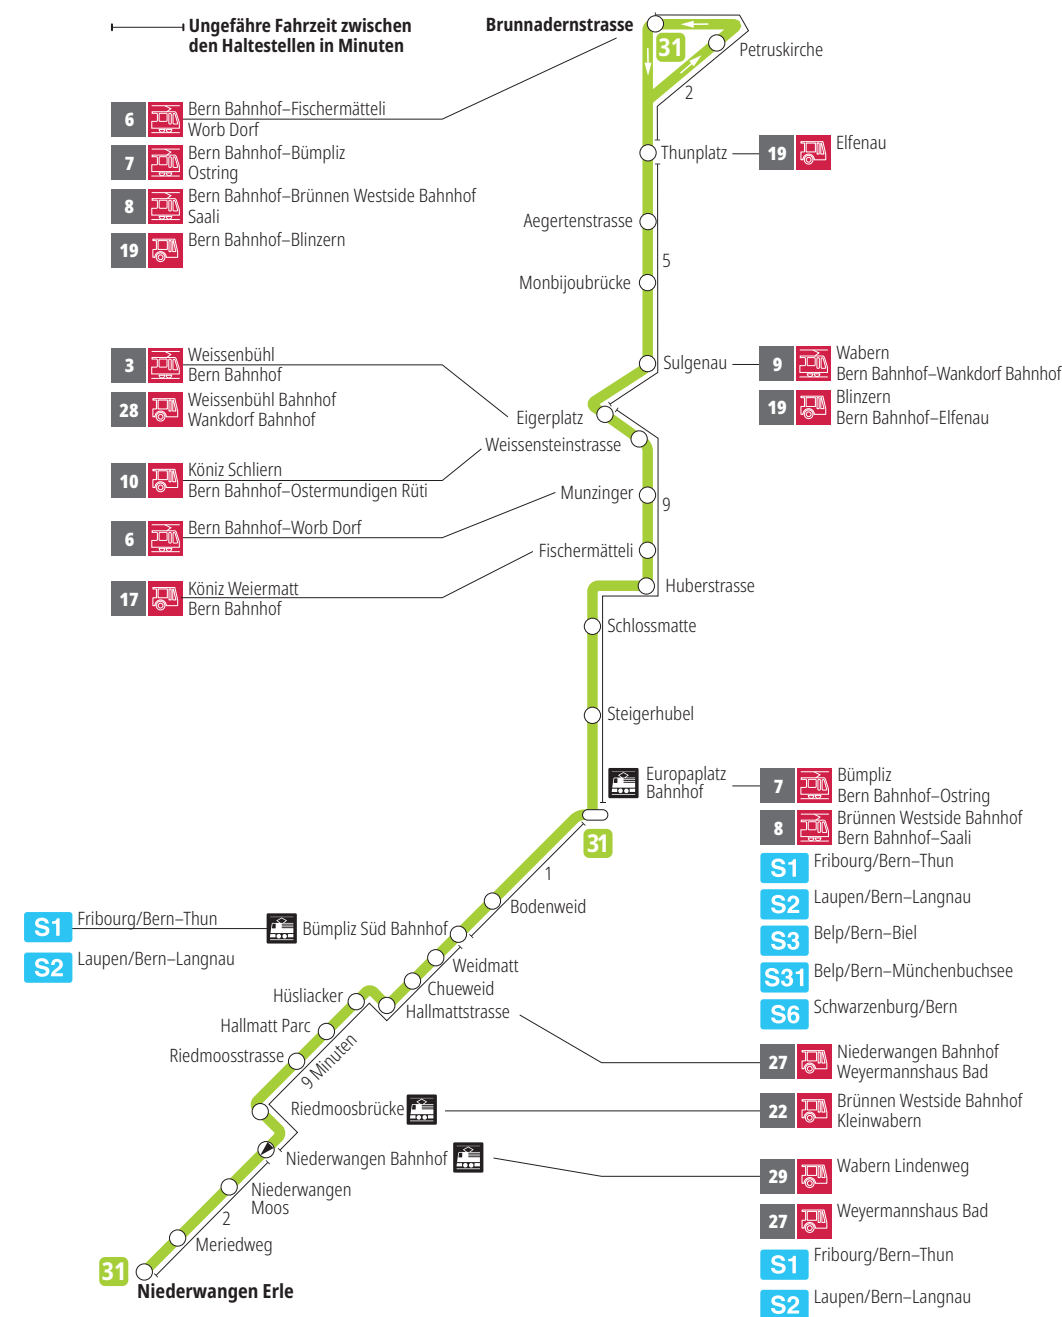 Ungefähre Fahrzeit zwischen
den Haltestellen in Minuten
Brunnadernstrasse
31
Petruskirche
2
6
Bern Bahnhof–Fischermätteli
Worb Dorf
7
Bern Bahnhof–Bümpliz
Ostring
8
Bern Bahnhof–Brünnen Westside Bahnhof
Saali
19
Bern Bahnhof–Blinzern
Thunplatz
19
Elfenau
Aegertenstrasse
5
Monbijoubrücke
Sulgenau
9
Wabern
Bern Bahnhof–Wankdorf Bahnhof
19
Blinzern
Bern Bahnhof–Elfenau
3
Weissenbühl
Bern Bahnhof
28
Weissenbühl Bahnhof
Wankdorf Bahnhof
Eigerplatz
Weissensteinstrasse
10
Köniz Schliern
Bern Bahnhof–Ostermundigen Rüti
Munzinger
9
6
Bern Bahnhof–Worb Dorf
Fischermätteli
17
Köniz Weiermatt
Bern Bahnhof
Huberstrasse
Schlossmatte
Steigerhubel
Europaplatz
Bahnhof
7
Bümpliz
Bern Bahnhof–Ostring
8
Brünnen Westside Bahnhof
Bern Bahnhof–Saali
S1
Fribourg/Bern–Thun
S2
Laupen/Bern–Langnau
S3
Belp/Bern–Biel
S31
Belp/Bern–Münchenbuchsee
S6
Schwarzenburg/Bern
31
1
Bodenweid
S1
Fribourg/Bern–Thun
S2
Laupen/Bern–Langnau
Bümpliz Süd Bahnhof
Weidmatt
Chueweid
Hallmattstrasse
27
Niederwangen Bahnhof
Weyermannshaus Bad
Hüsliacker
Hallmatt Parc
Riedmoosstrasse
9 Minuten
Riedmoosbrücke
22
Brünnen Westside Bahnhof
Kleinwabern
Niederwangen Bahnhof
29
Wabern Lindenweg
27
Weyermannshaus Bad
S1
Fribourg/Bern–Thun
S2
Laupen/Bern–Langnau
Niederwangen
Moos
2
Meriedweg
31
Niederwangen Erle